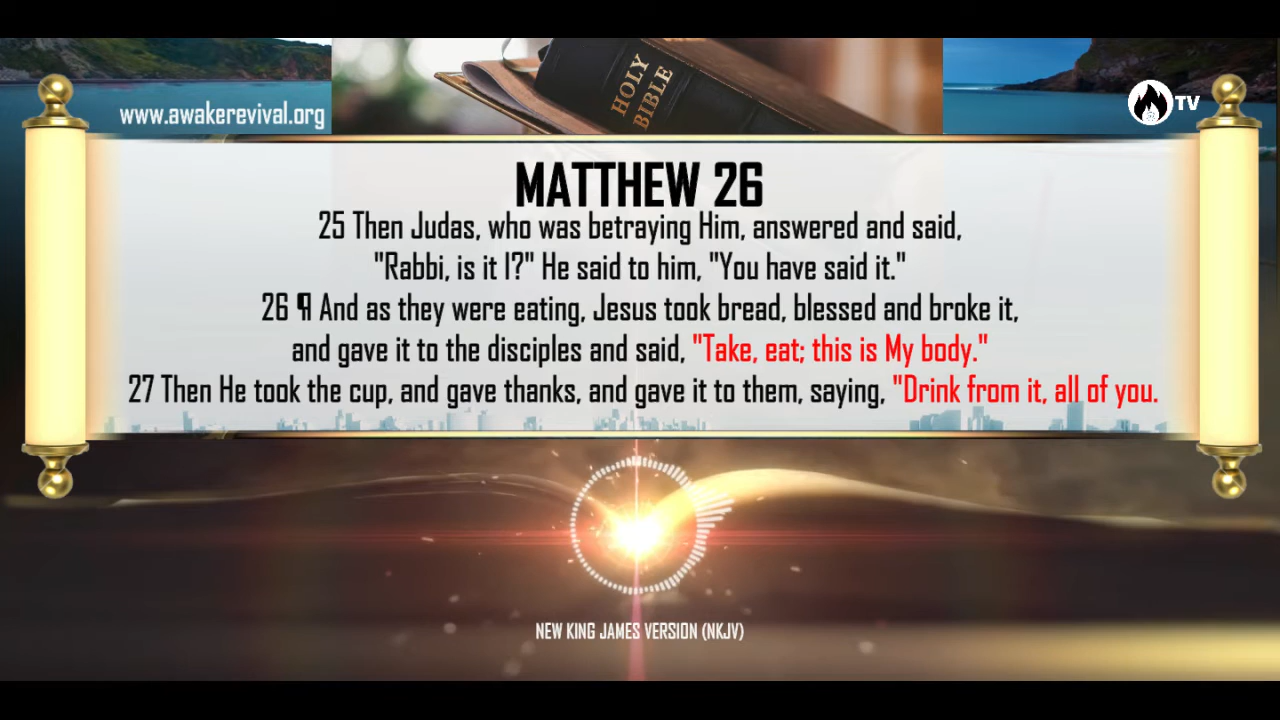 www.awakerevival.org
HOLY
BIBLE
TV
MATTHEW 26
25 Then Judas, who was betraying Him, answered and said,
"Rabbi, is it I?" He said to him, "You have said it."
26 ¶ And as they were eating, Jesus took bread, blessed and broke it,
and gave it to the disciples and said, "Take, eat; this is My body."
27 Then He took the cup, and gave thanks, and gave it to them, saying, "Drink from it, all of you.
NEW KING JAMES VERSION (NKJV)